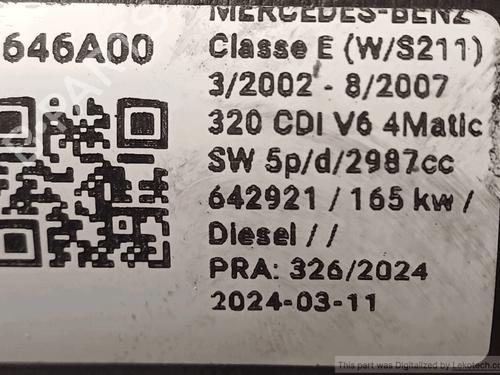 MERCEDES-BENZ
646A00
Classe E (W/S211)
3/2002 - 8/2007
320 CDI V6 4Matic
SW 5p/d/2987cc
642921 / 165 kw /
Diesel / /
PRA: 326/2024
2024-03-11
This part was Digitalized by Lekotech.c